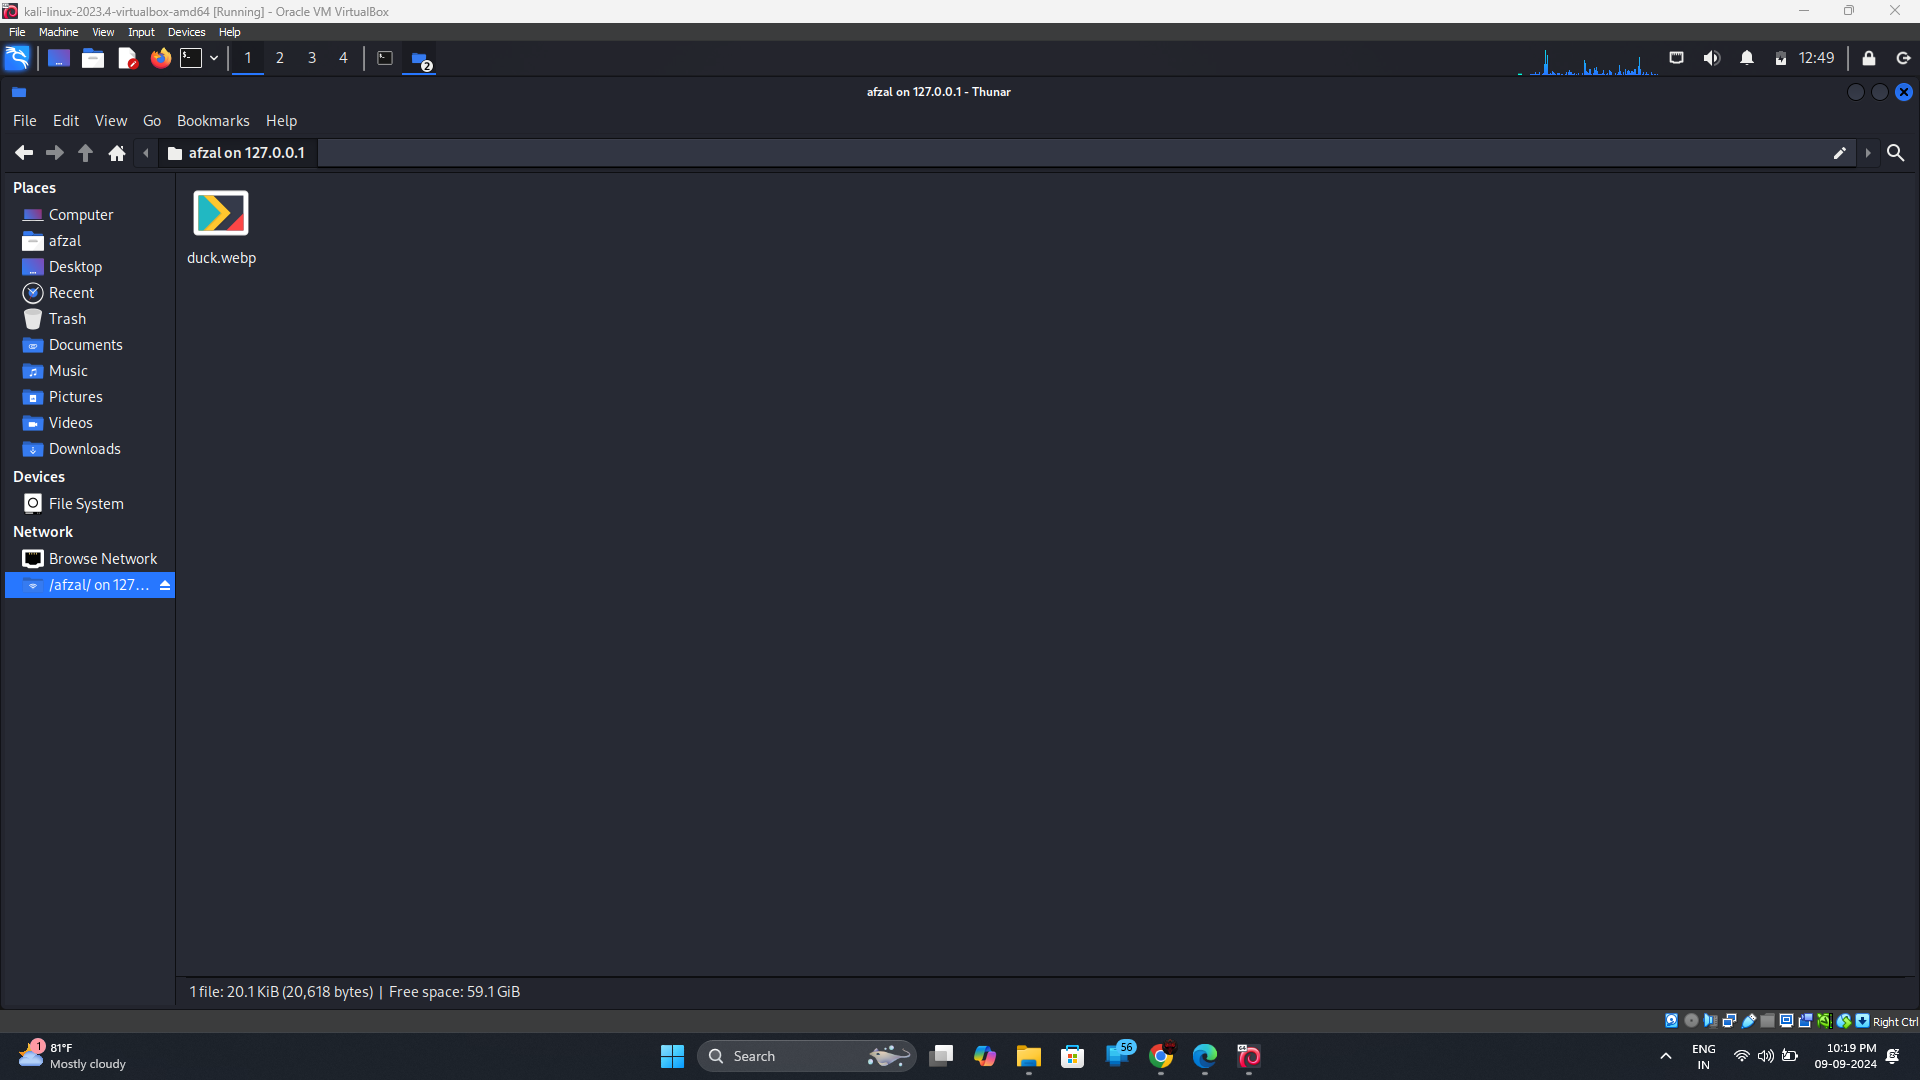 kali-linux-2023.4-virtualbox-amd64 [Running] - Oracle VM VirtualBox
File Machine View Input Devices Help
1 2 3 4 2 12:49
afzal on 127.0.0.1 - Thunar
File Edit View Go Bookmarks Help
afzal on 127.0.0.1
Places
Computer
afzal
Desktop
Recent
Trash
Documents
Music
Pictures
Videos
Downloads
Devices
File System
Network
Browse Network
/afzal/ on 127...
duck.webp
1 file: 20.1 KiB (20,618 bytes) | Free space: 59.1 GiB
Right Ctrl
1
81°F
Mostly cloudy
Search
56
64
ENG
IN
10:19 PM
09-09-2024